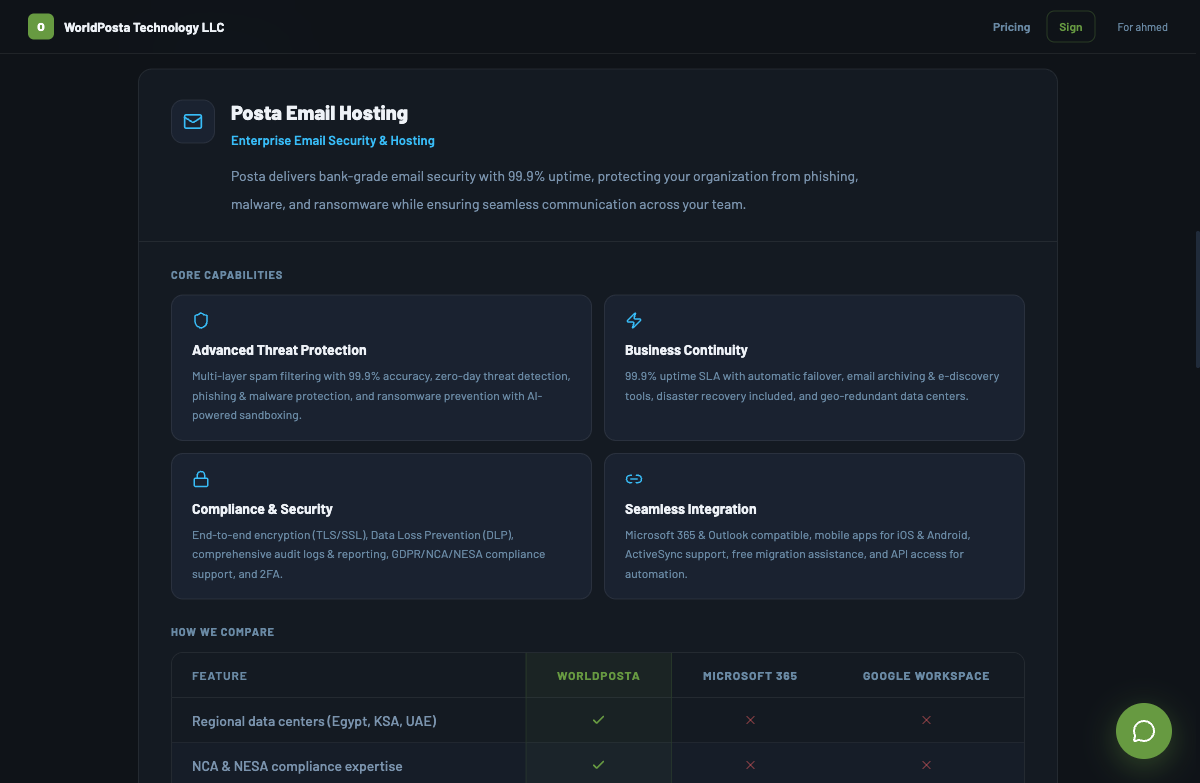 O WorldPosta Technology LLC Pricing Sign For ahmed
Posta Email Hosting
Enterprise Email Security & Hosting
Posta delivers bank-grade email security with 99.9% uptime, protecting your organization from phishing,
malware, and ransomware while ensuring seamless communication across your team.
CORE CAPABILITIES
Advanced Threat Protection
Multi-layer spam filtering with 99.9% accuracy, zero-day threat detection,
phishing & malware protection, and ransomware prevention with AI-
powered sandboxing.
Business Continuity
99.9% uptime SLA with automatic failover, email archiving & e-discovery
tools, disaster recovery included, and geo-redundant data centers.
Compliance & Security
End-to-end encryption (TLS/SSL), Data Loss Prevention (DLP),
comprehensive audit logs & reporting, GDPR/NCA/NESA compliance
support, and 2FA.
Seamless Integration
Microsoft 365 & Outlook compatible, mobile apps for iOS & Android,
ActiveSync support, free migration assistance, and API access for
automation.
HOW WE COMPARE
FEATURE WORLDPOSTA MICROSOFT 365 GOOGLE WORKSPACE
Regional data centers (Egypt, KSA, UAE)
NCA & NESA compliance expertise